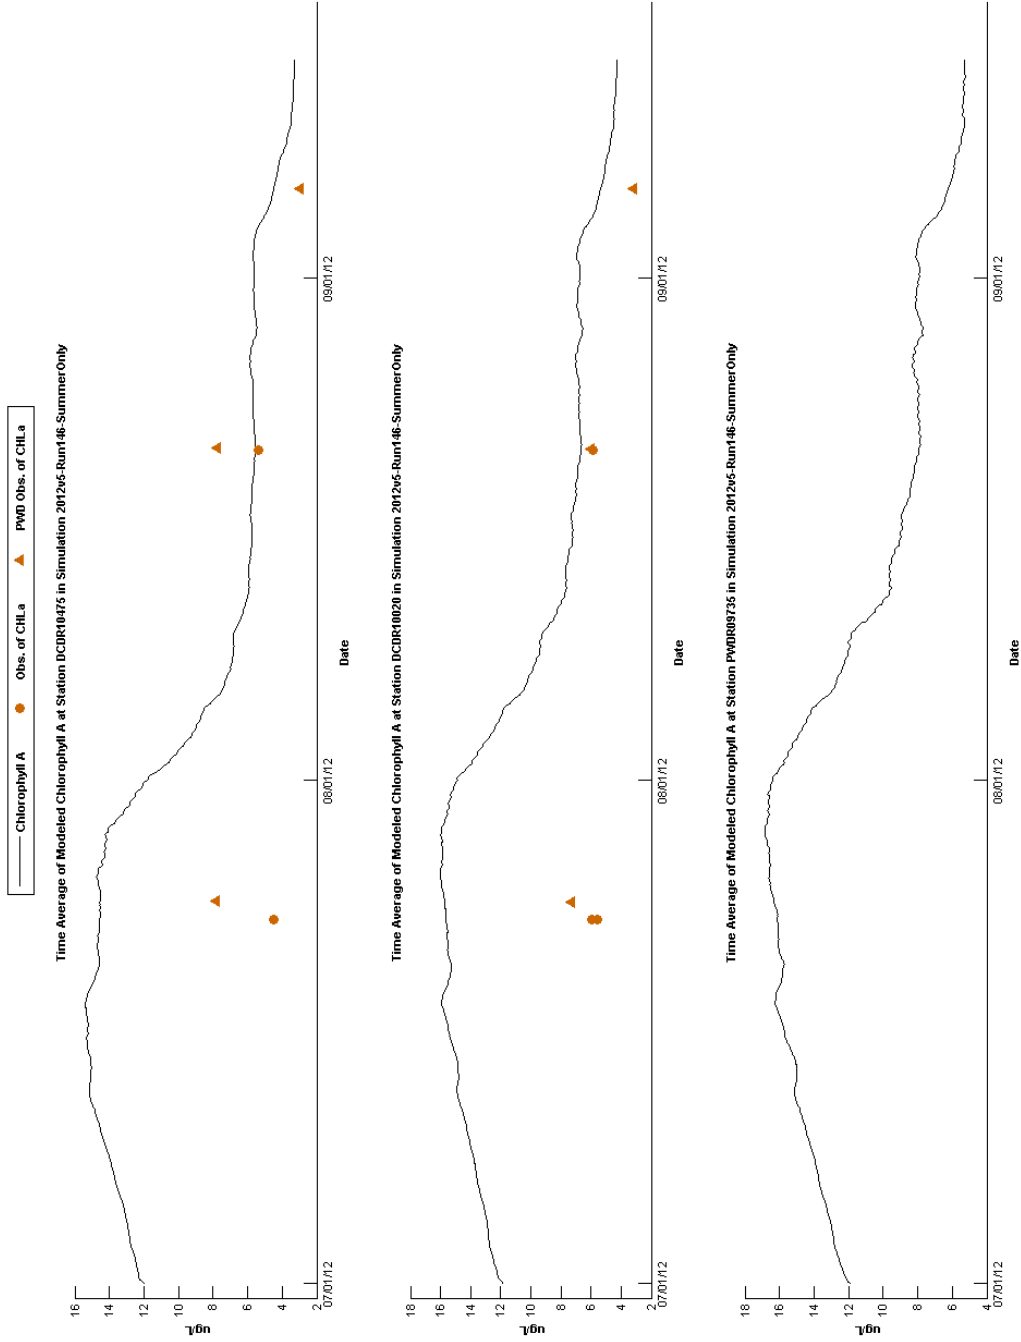 Chlorophyll A
Obs. of CHLa
PWD Obs. of CHLa
Time Average of Modeled Chlorophyll A at Station DCDR10475 in Simulation 2012v5-Run146-SummerOnly
16
14
12
10
8
6
4
2
ug/L
07/01/12
08/01/12
09/01/12
Date
Time Average of Modeled Chlorophyll A at Station DCDR10020 in Simulation 2012v5-Run146-SummerOnly
18
16
14
12
10
8
6
4
2
ug/L
07/01/12
08/01/12
09/01/12
Date
Time Average of Modeled Chlorophyll A at Station PWDR09735 in Simulation 2012v5-Run146-SummerOnly
18
16
14
12
10
8
6
4
ug/L
07/01/12
08/01/12
09/01/12
Date